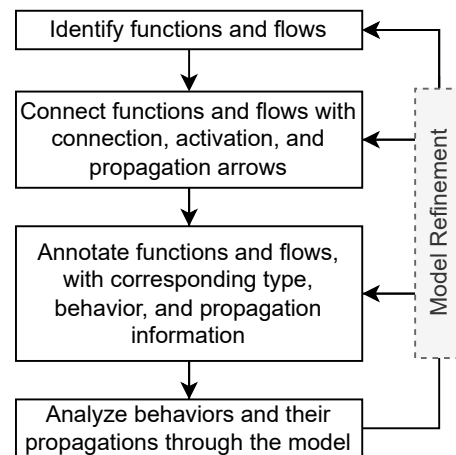 Identify functions and flows
Connect functions and flows with
connection, activation, and
propagation arrows
Annotate functions and flows,
with corresponding type,
behavior, and propagation
information
Analyze behaviors and their
propagations through the model
Model Refinement